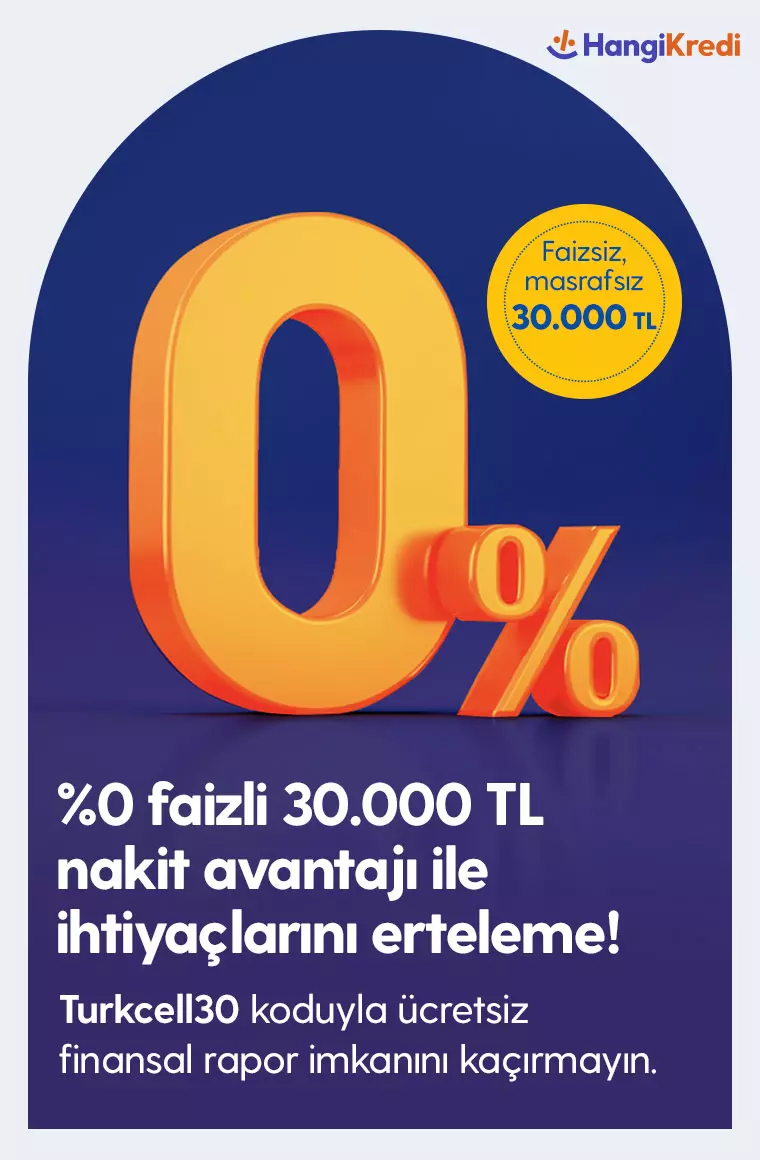 HangiKredi
Faizsiz,
masrafsız
30.000 TL
0%
%0 faizli 30.000 TL
nakit avantajı ile
ihtiyaçlarını erteleme!
Turkcell30 koduyla ücretsiz
finansal rapor imkanını kaçırmayın.